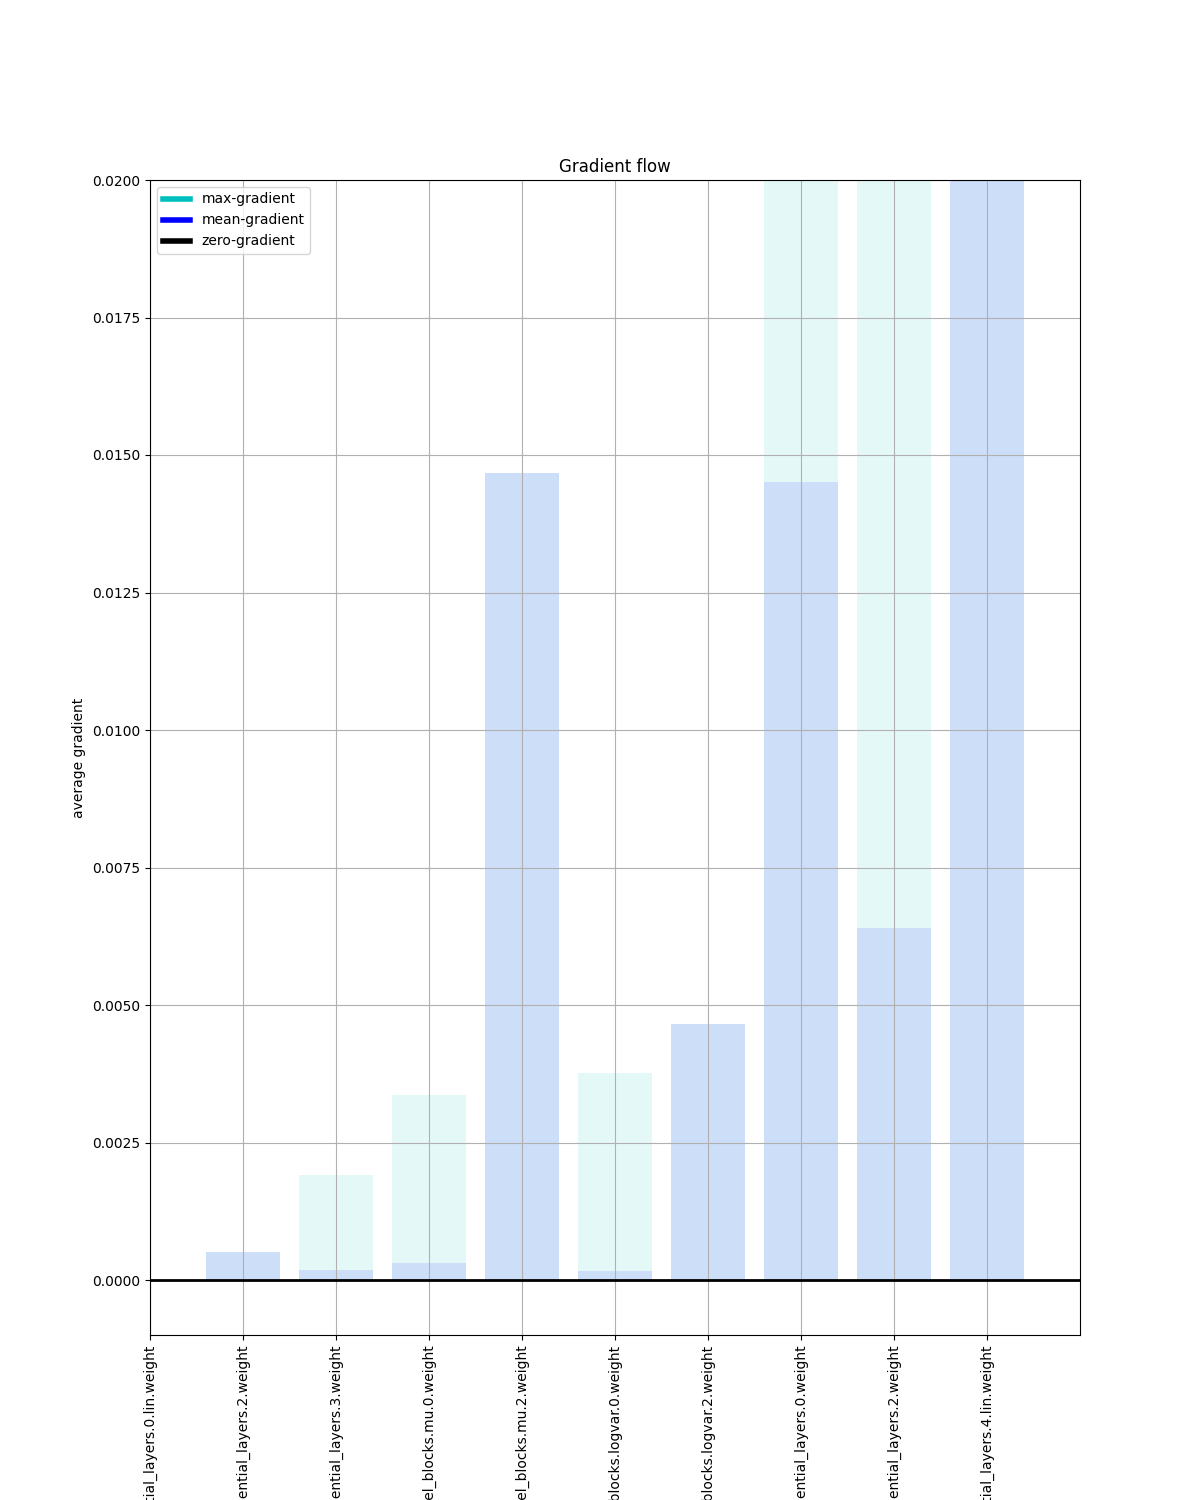 Gradient flow
max-gradient
mean-gradient
zero-gradient
0.0200
0.0175
0.0150
0.0125
0.0100
0.0075
0.0050
0.0025
0.0000
average gradient
tial_layers.0.lin.weight
ential_layers.2.weight
ential_layers.3.weight
el_blocks.mu.0.weight
el_blocks.mu.2.weight
blocks.logvar.0.weight
blocks.logvar.2.weight
ential_layers.0.weight
ential_layers.2.weight
tial_layers.4.lin.weight